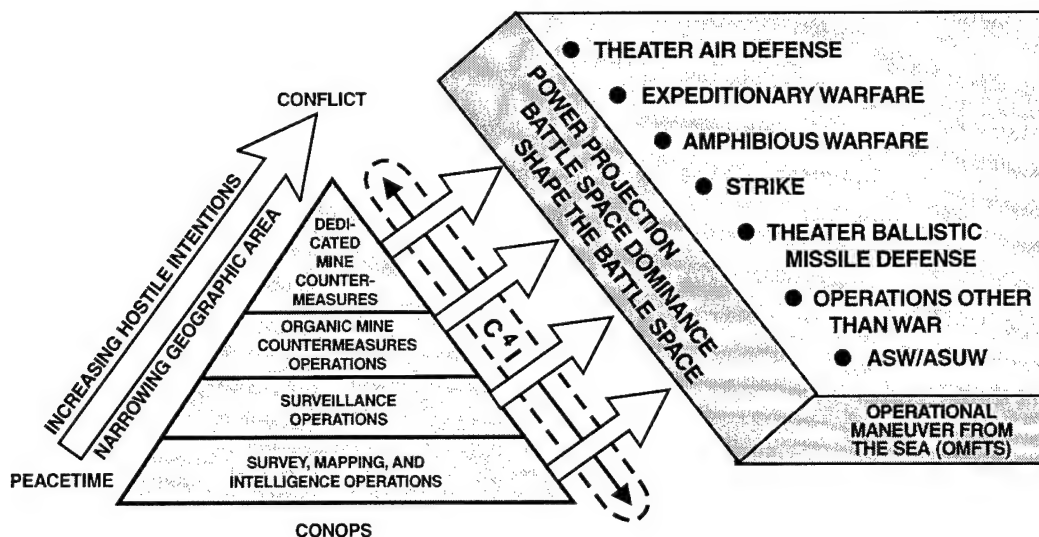 CONFLICT
INCREASING HOSTILE INTENTIONS
NARROWING GEOGRAPHIC AREA
PEACETIME
DEDI-
CATED
MINE
COUNTER-
MEASURES
ORGANIC MINE
COUNTERMEASURES
OPERATIONS
SURVEILLANCE
OPERATIONS
SURVEY, MAPPING, AND
INTELLIGENCE OPERATIONS
CONOPS
C4
POWER PROJECTION
BATTLE SPACE DOMINANCE
SHAPE THE BATTLE SPACE
● THEATER AIR DEFENSE
● EXPEDITIONARY WARFARE
● AMPHIBIOUS WARFARE
● STRIKE
● THEATER BALLISTIC
MISSILE DEFENSE
● OPERATIONS OTHER
THAN WAR
● ASW/ASUW
OPERATIONAL
MANEUVER FROM
THE SEA (OMFTS)